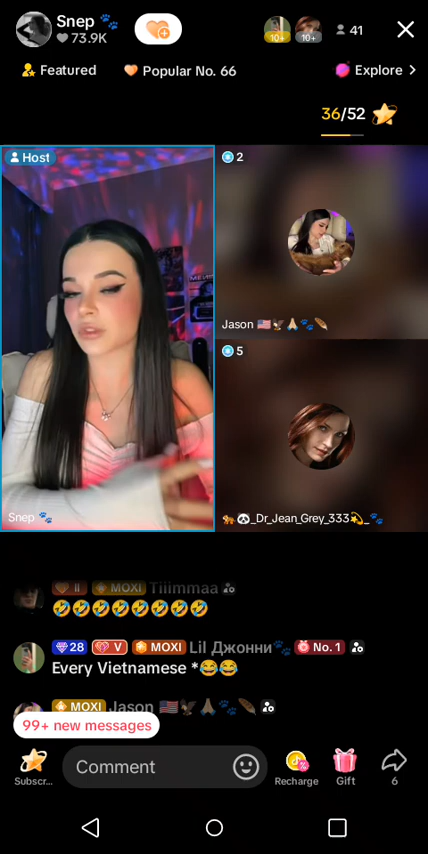 Snep 🐾
73.9K
10+
10+
41
Featured
Popular No. 66
Explore >
36/52
Host
2
Jason 🇺🇸🦅🙏🏼🐾🪶
Snep 🐾
5
🐅🐼_Dr_Jean_Grey_333💫_🐾
II MOXI Tiiimmaa
🤣🤣🤣🤣🤣🤣🤣🤣
28 V MOXI Lil Джонни🐾 No. 1
Every Vietnamese *😂😂
MOXI Jason 🇺🇸🦅🙏🏼🐾🪶
99+ new messages
Subscr...
Comment
Recharge
Gift
6